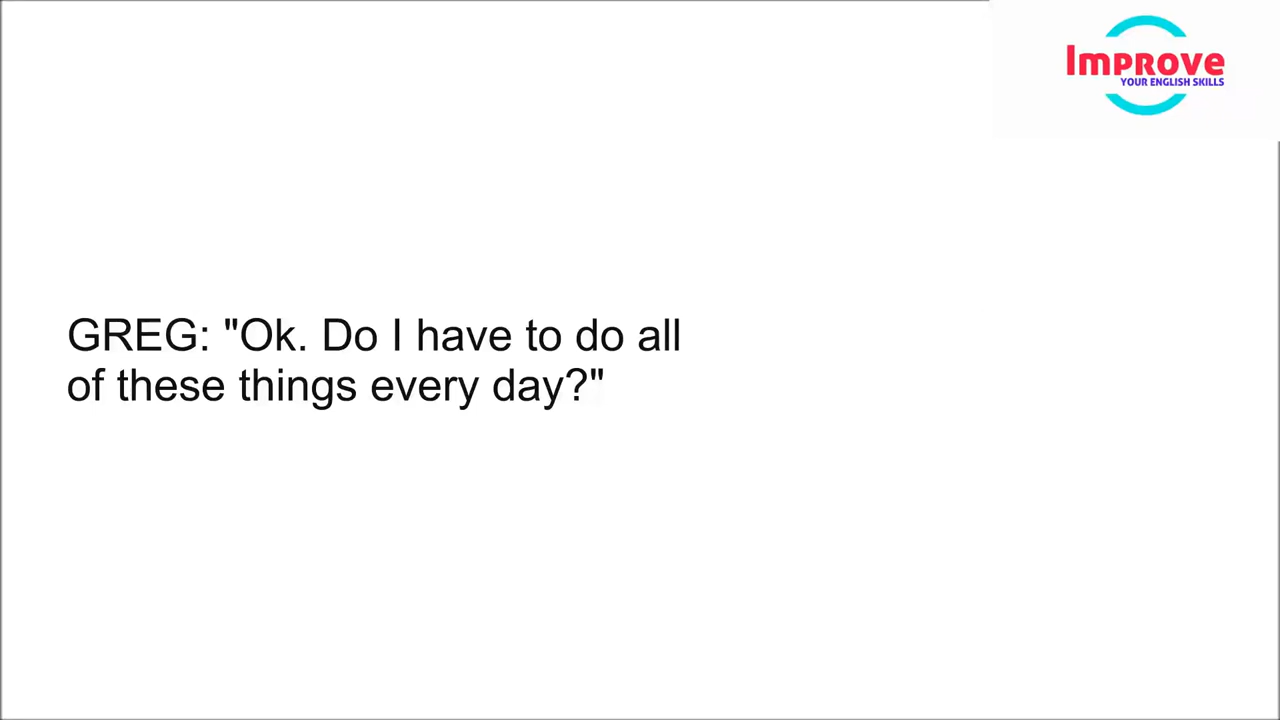 Improve
YOUR ENGLISH SKILLS
GREG: "Ok. Do I have to do all
of these things every day?"